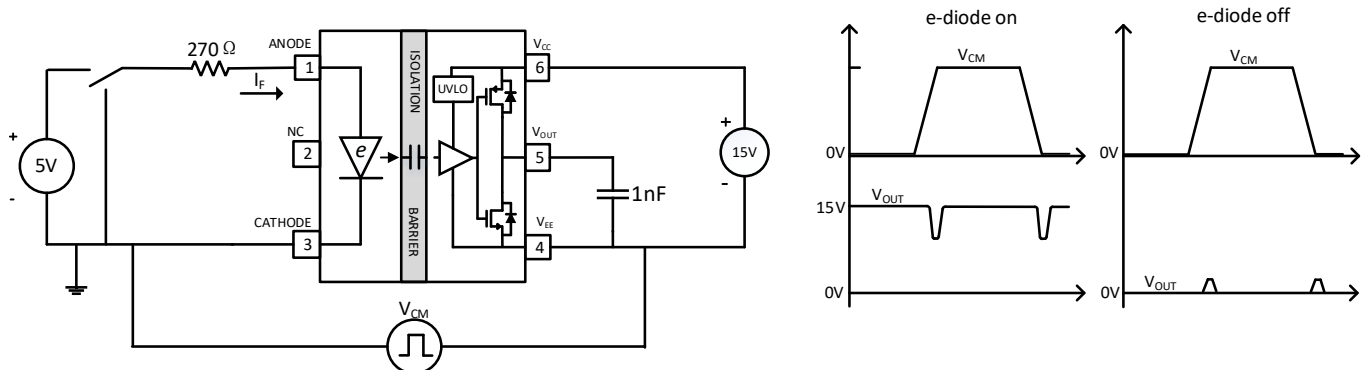 270 Ω
I_F
ANODE
1
NC
2
CATHODE
3
+
5V
-
e
ISOLATION
BARRIER
UVLO
V_CC
6
V_OUT
5
V_EE
4
1nF
+
15V
-
V_CM
e-diode on
V_CM
0V
15V
V_OUT
0V
e-diode off
V_CM
0V
V_OUT
0V